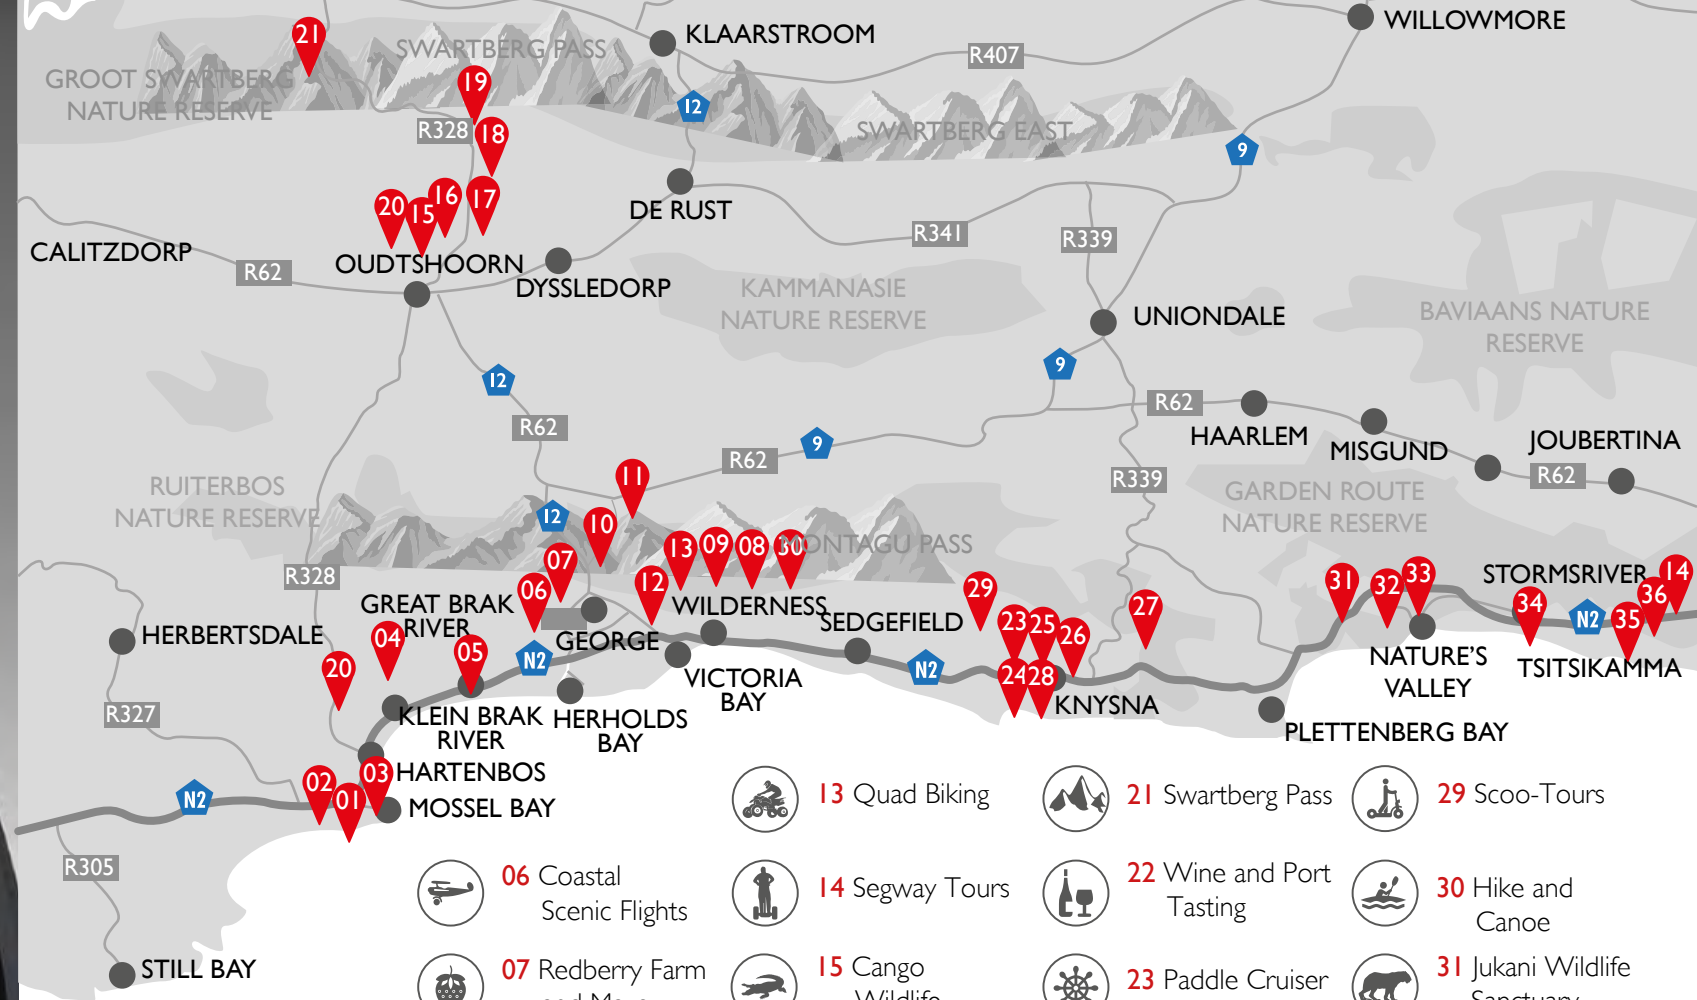 WILLOWMORE
21
KLAARSTROOM
SWARTBERG PASS
R407
GROOT SWARTBERG
NATURE RESERVE
19
12
R328
18
SWARTBERG EAST
9
20
15
16
17
DE RUST
R341
R339
CALITZDORP
R62
OUDTSHOORN
DYSSLEDORP
KAMMANASIE
NATURE RESERVE
UNIONDALE
BAVIAANS NATURE
RESERVE
12
9
R62
R62
HAARLEM
MISGUND
JOUBERTINA
R62
9
R62
R339
11
RUITERBOS
NATURE RESERVE
GARDEN ROUTE
NATURE RESERVE
12
10
13
09
08
30
MONTAGU PASS
07
06
12
R328
GREAT BRAK
RIVER
04
05
WILDERNESS
SEDGEFIELD
29
23
25
26
27
31
32
33
STORMSRIVER
14
36
34
N2
35
HERBERTSDALE
GEORGE
N2
N2
24
28
KNYSNA
NATURE'S
VALLEY
TSITSIKAMMA
20
VICTORIA
BAY
R327
KLEIN BRAK
RIVER
HERHOLDS
BAY
PLETTENBERG BAY
02
01
03
HARTENBOS
MOSSEL BAY
N2
R305
STILL BAY
06 Coastal
Scenic Flights
07 Redberry Farm
13 Quad Biking
14 Segway Tours
15 Cango
Wildlife
21 Swartberg Pass
22 Wine and Port
Tasting
23 Paddle Cruiser
29 Scoo-Tours
30 Hike and
Canoe
31 Jukani Wildlife
Sanctuary